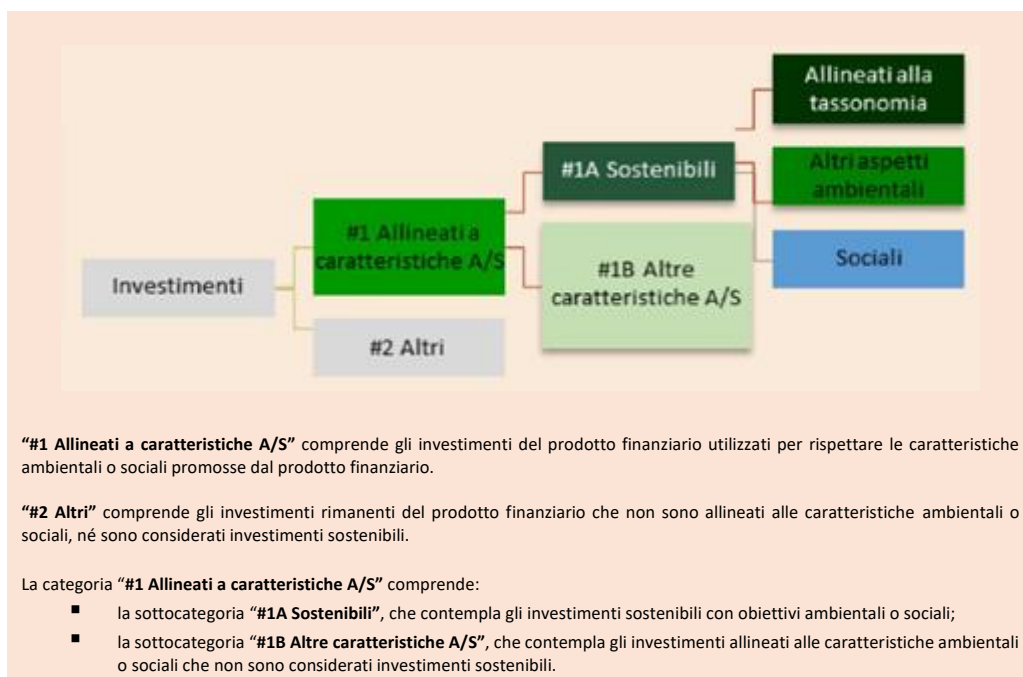 Allineati alla
tassonomia
#1A Sostenibili
Altri aspetti
ambientali
#1 Allineati a
caratteristiche A/S
Sociali
#1B Altre
caratteristiche A/S
Investimenti
#2 Altri
“#1 Allineati a caratteristiche A/S” comprende gli investimenti del prodotto finanziario utilizzati per rispettare le caratteristiche
ambientali o sociali promosse dal prodotto finanziario.
“#2 Altri” comprende gli investimenti rimanenti del prodotto finanziario che non sono allineati alle caratteristiche ambientali o
sociali, né sono considerati investimenti sostenibili.
La categoria “#1 Allineati a caratteristiche A/S” comprende:
▪ la sottocategoria “#1A Sostenibili”, che contempla gli investimenti sostenibili con obiettivi ambientali o sociali;
▪ la sottocategoria “#1B Altre caratteristiche A/S”, che contempla gli investimenti allineati alle caratteristiche ambientali
o sociali che non sono considerati investimenti sostenibili.